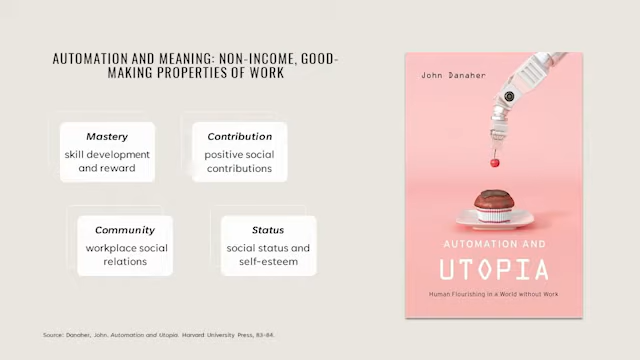 AUTOMATION AND MEANING: NON-INCOME, GOOD-
MAKING PROPERTIES OF WORK
Mastery
skill development
and reward
Contribution
positive social
contributions
Community
workplace social
relations
Status
social status and
self-esteem
John Danaher
AUTOMATION AND
UTOPIA
Human Flourishing in a World without Work
Source: Danaher, John. Automation and Utopia. Harvard University Press, 83-84.